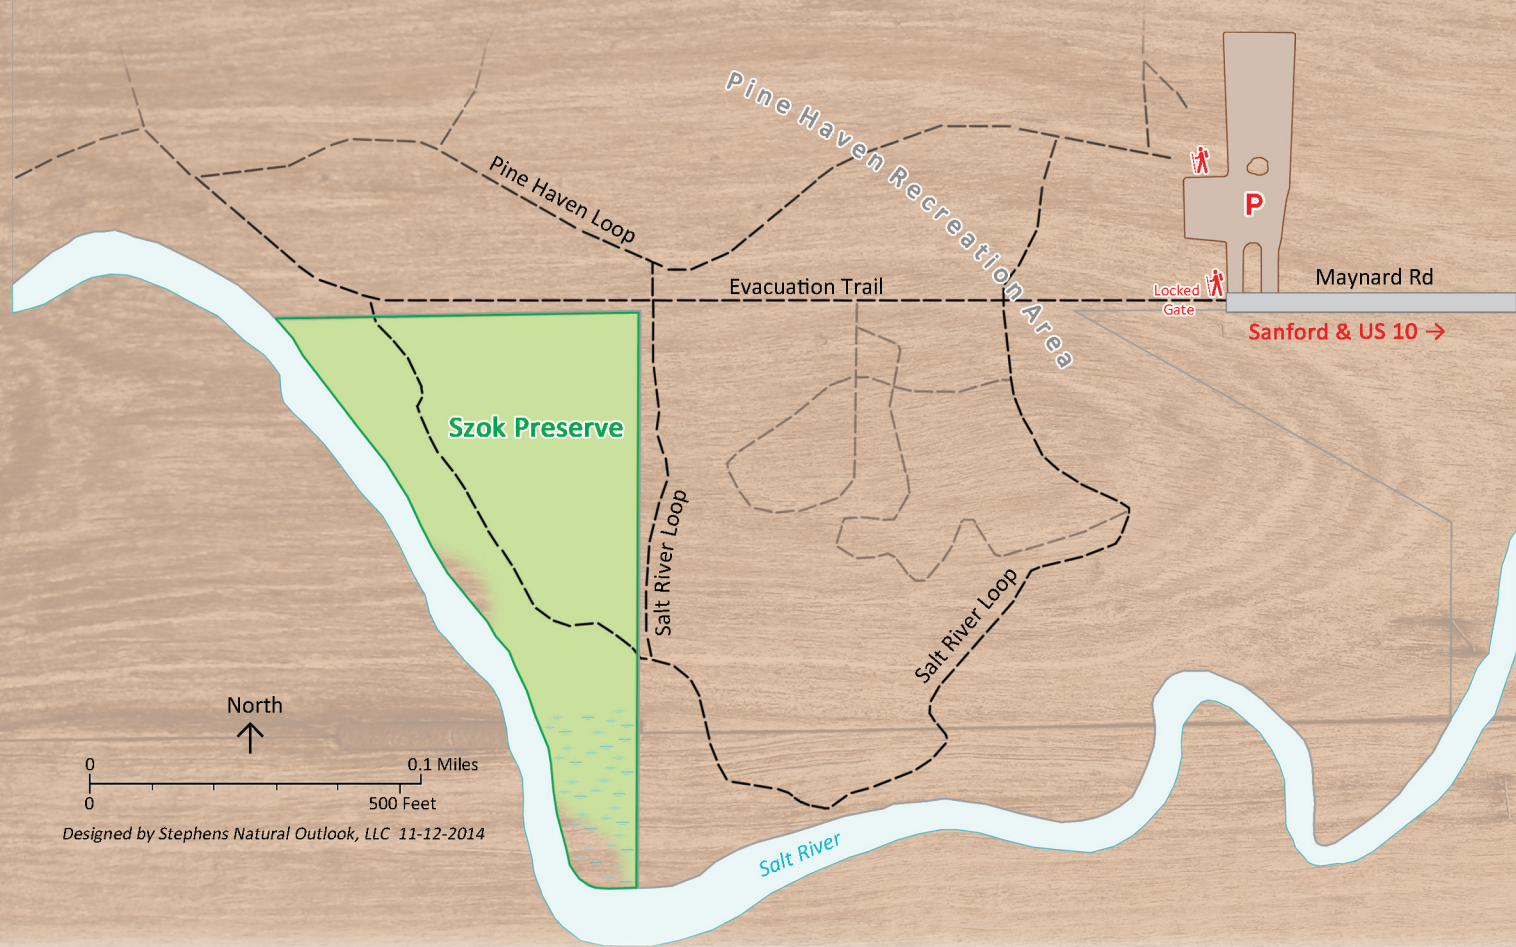 Pine Haven Recreation Area
Pine Haven Loop
P
Evacuation Trail
Locked
Gate
Maynard Rd
Sanford & US 10 →
Szok Preserve
Salt River Loop
Salt River Loop
North
0
0.1 Miles
0
500 Feet
Designed by Stephens Natural Outlook, LLC 11-12-2014
Salt River